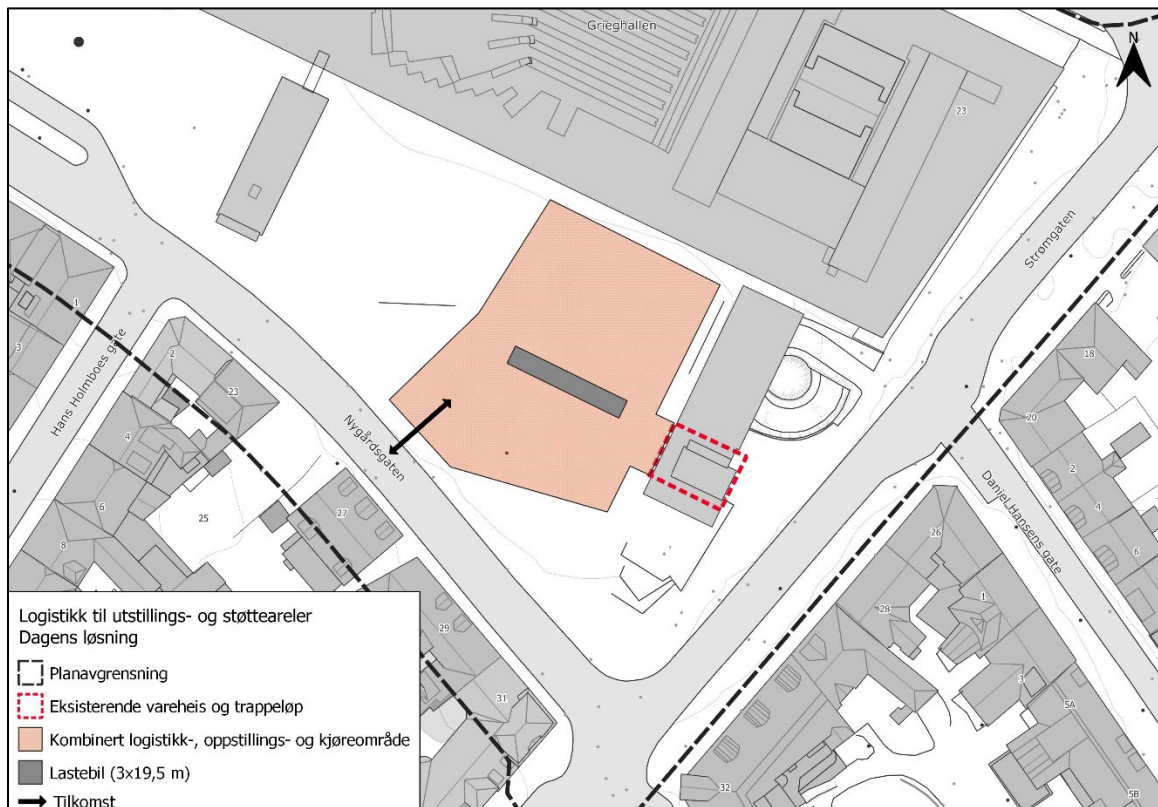 Grieghallen
N
23
Strømgaten
Hans Holmboes gate
1
3
2
23
4
6
8
25
27
29
31
Nygårdsgaten
18
20
2
4
6
Daniel Hansens gate
26
28
1
3
5A
5B
32
Logistikk til utstillings- og støttearealer
Dagens løsning
Planavgrensning
Eksisterende vareheis og trappeløp
Kombinert logistikk-, oppstillings- og kjøreområde
Lastebil (3x19,5 m)
Tilkomst